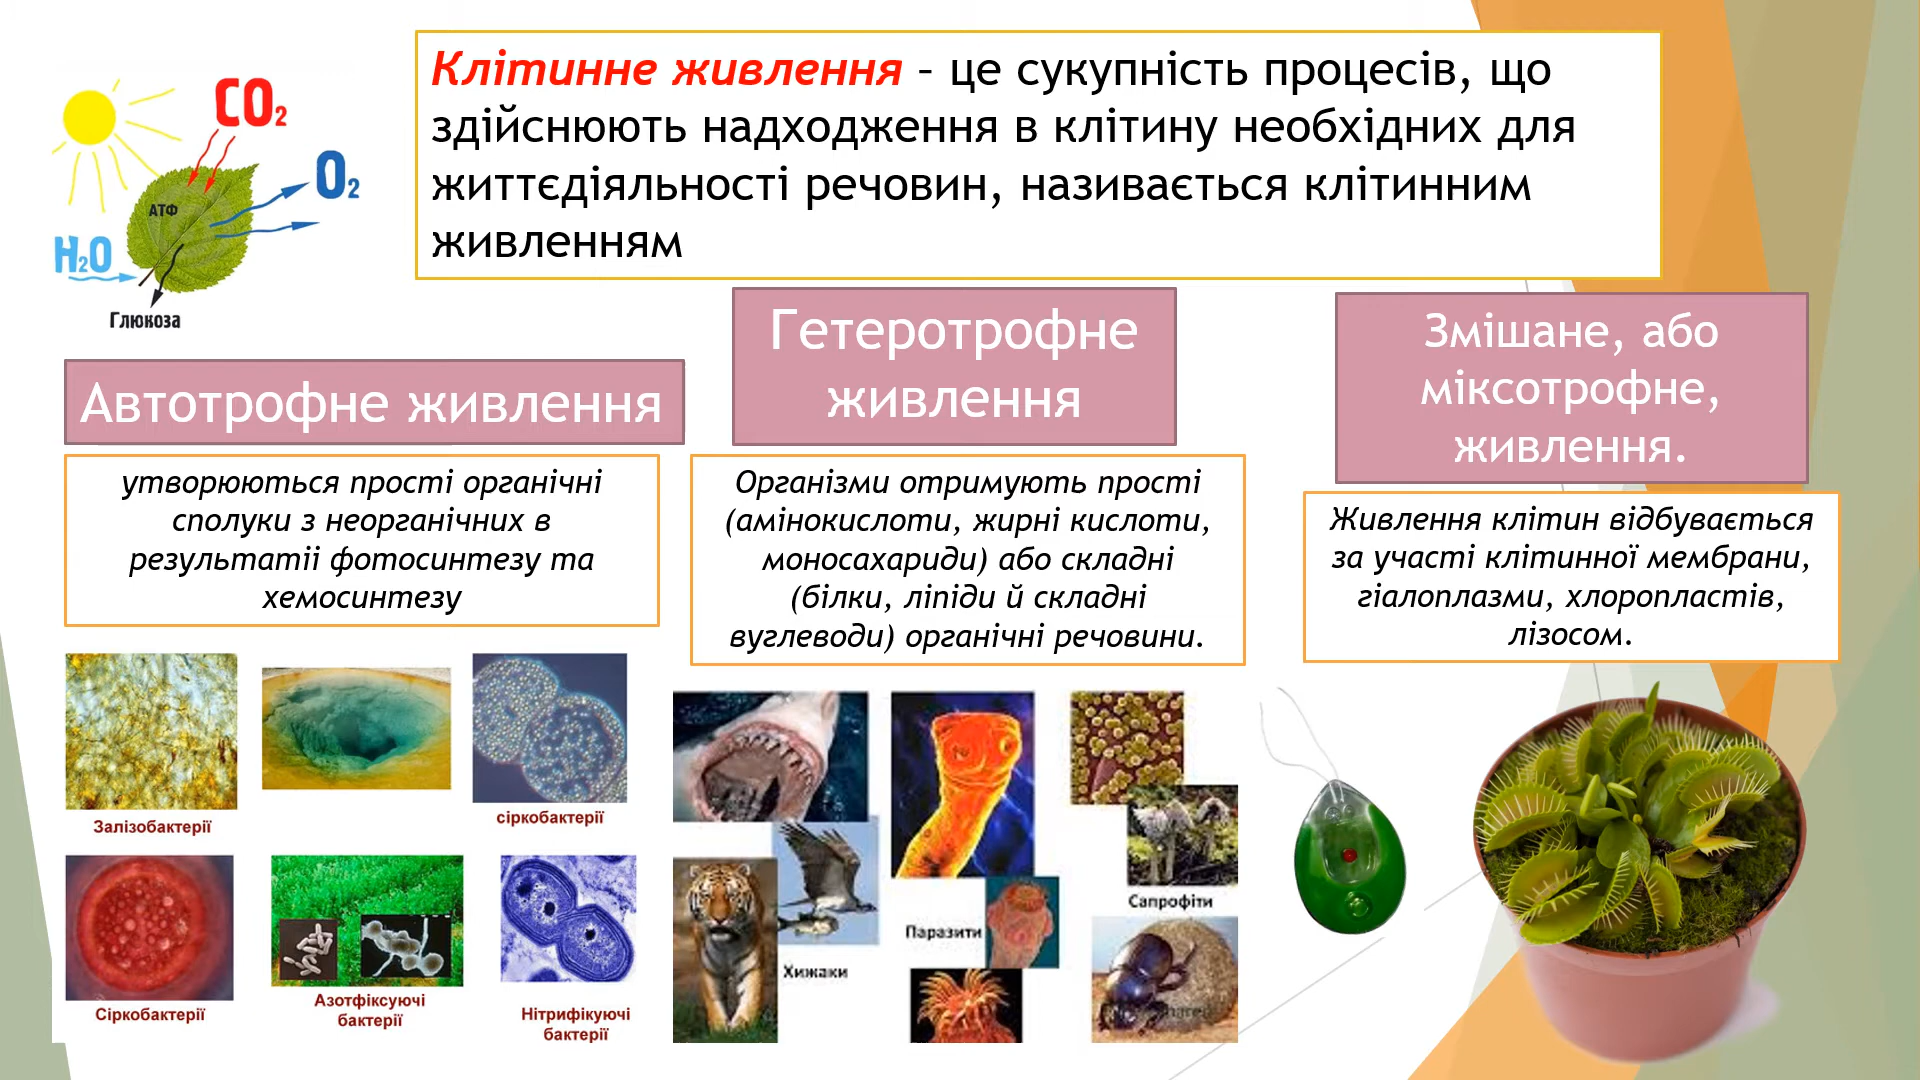 Клітинне живлення – це сукупність процесів, що
здійснюють надходження в клітину необхідних для
життєдіяльності речовин, називається клітинним
живленням
CO2
O2
АТФ
H2O
Глюкоза
Автотрофне живлення
утворюються прості органічні
сполуки з неорганічних в
результатіі фотосинтезу та
хемосинтезу
Залізобактерії
сіркобактерії
Сіркобактерії
Азотфіксуючі
бактерії
Нітрифікуючі
бактерії
Гетеротрофне
живлення
Організми отримують прості
(амінокислоти, жирні кислоти,
моносахариди) або складні
(білки, ліпіди й складні
вуглеводи) органічні речовини.
Хижаки
Паразити
Сапрофіти
Змішане, або
міксотрофне,
живлення.
Живлення клітин відбувається
за участі клітинної мембрани,
гіалоплазми, хлоропластів,
лізосом.